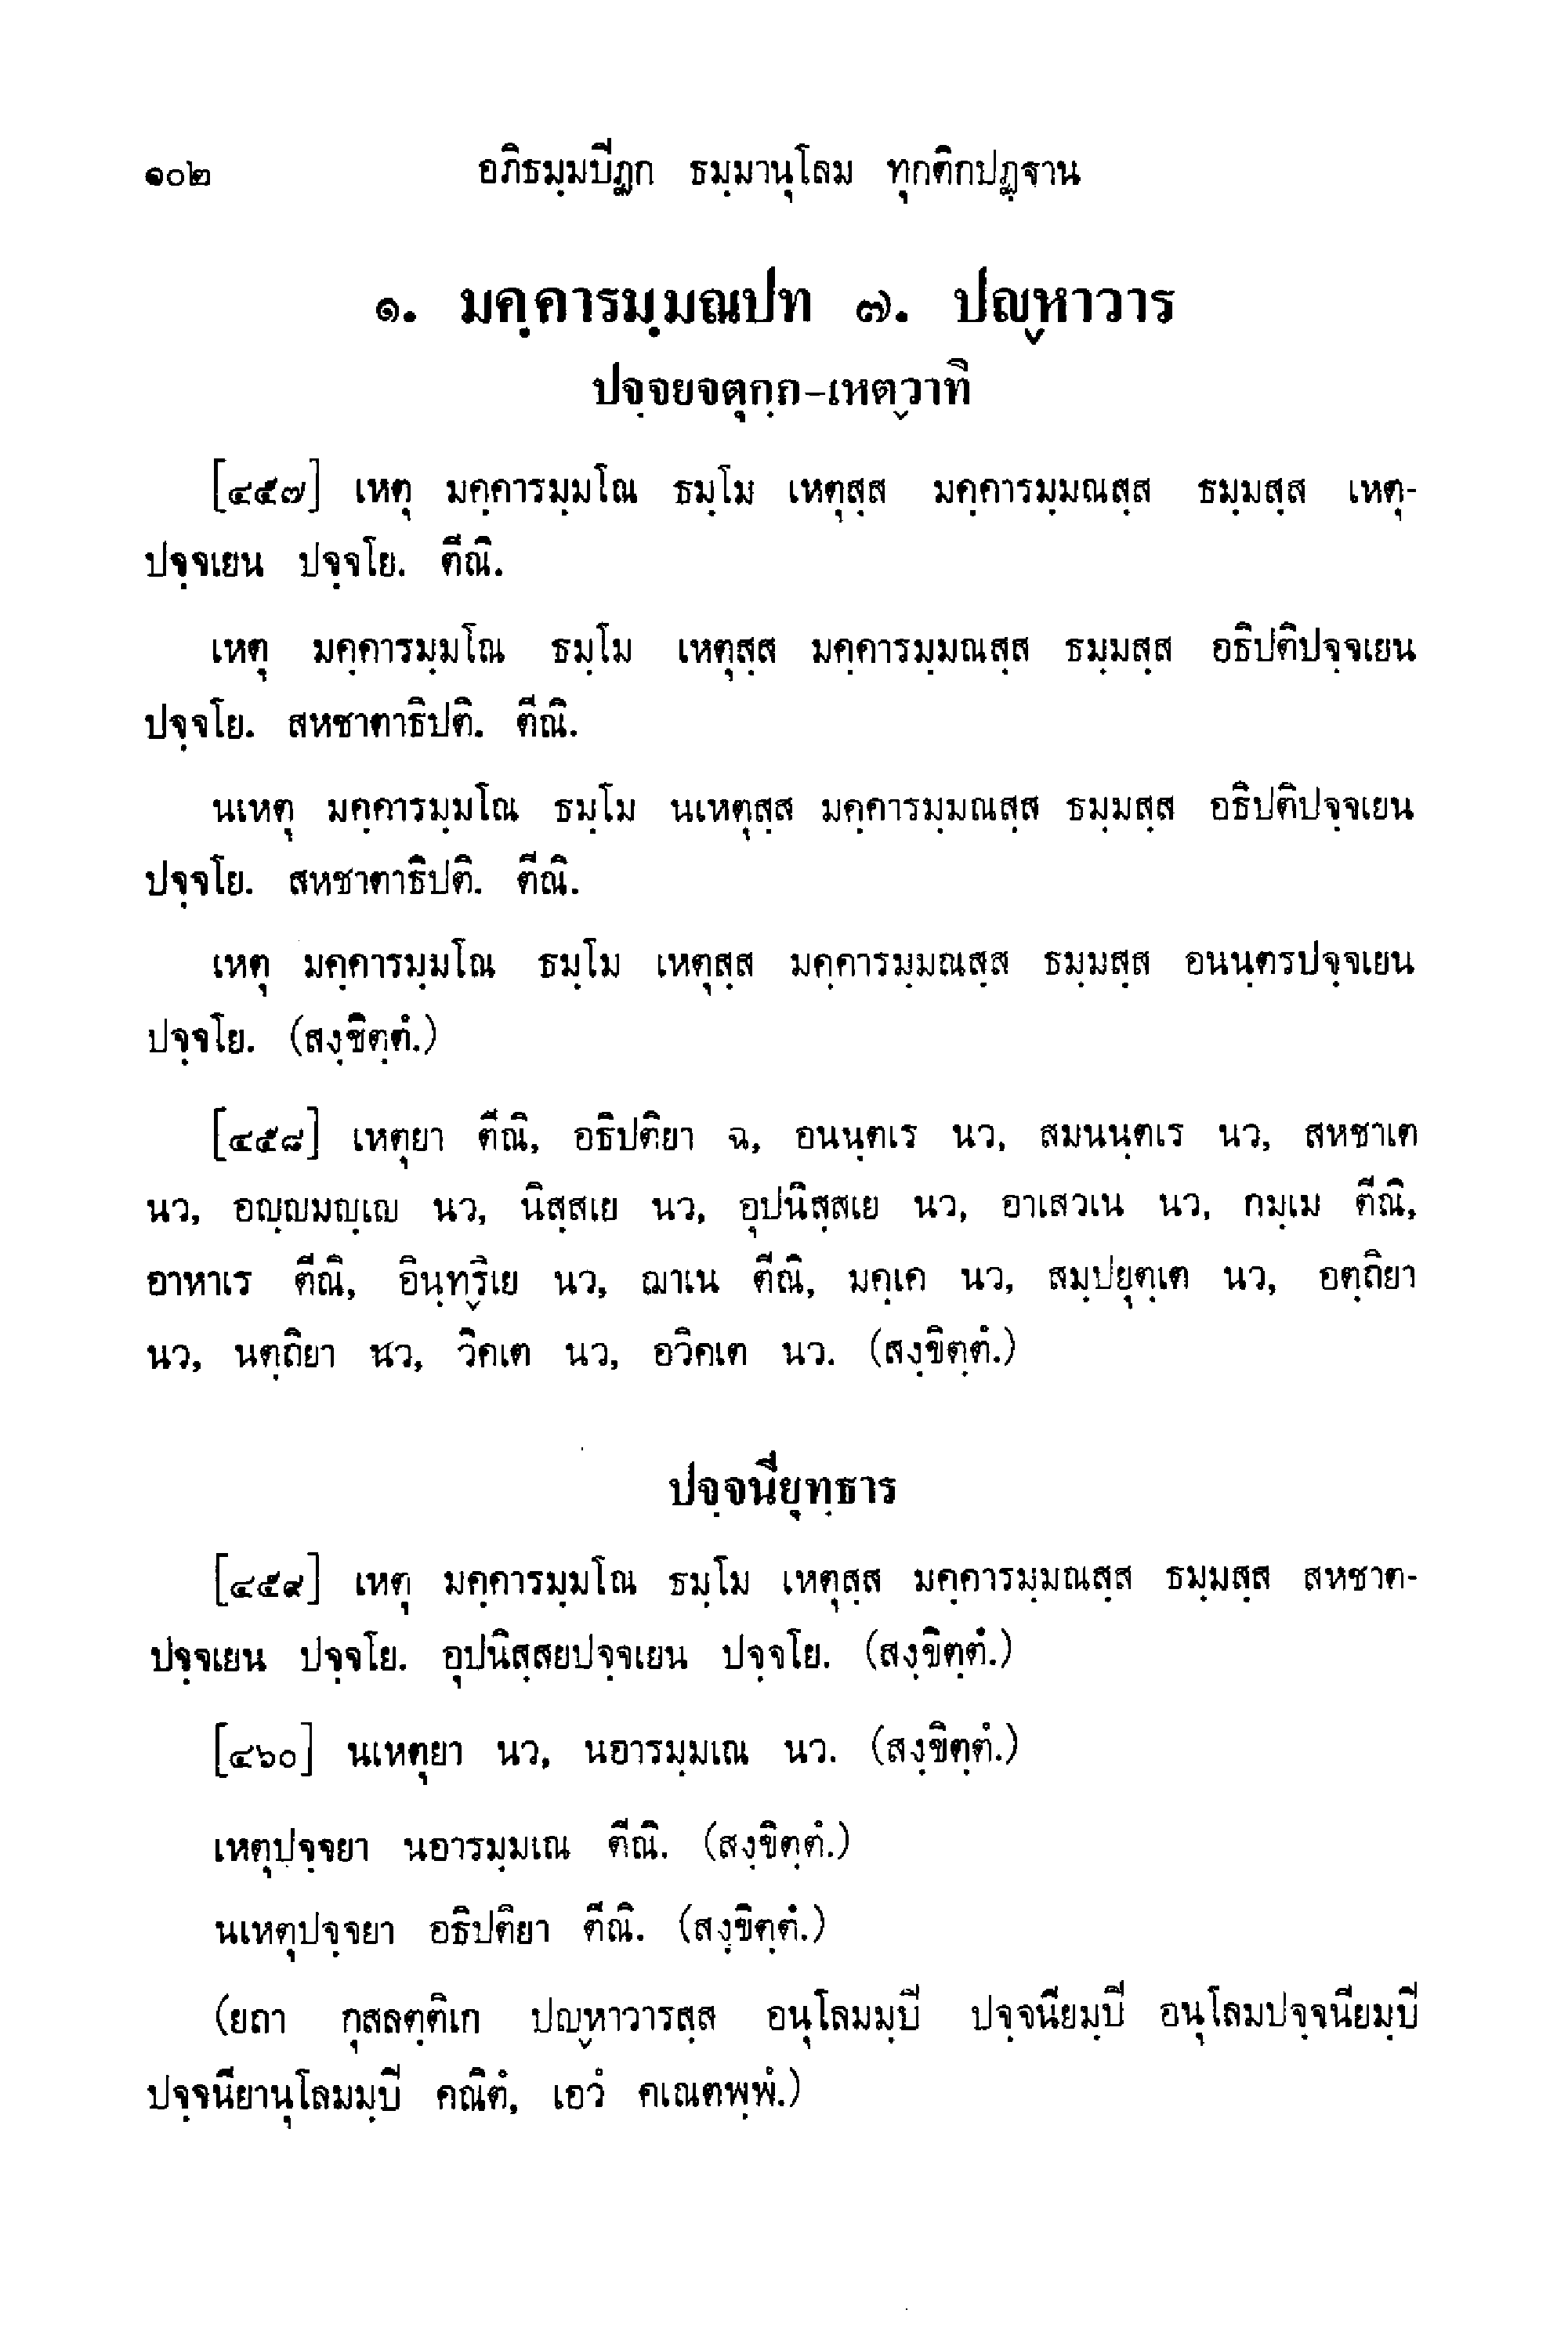 ๑๐๒ อภิธมฺมปิฏก ธมฺมานุโลม ทุกติกปฏฺฐาน
๑. มคฺคารมฺมณปท ๗. ปญฺหาวาร
ปจฺจยจตุกฺก–เหตฺวาทิ
[๔๕๗] เหตุ มคฺคารมฺมโณ ธมฺโม เหตุสฺส มคฺคารมฺมณสฺส ธมฺมสฺส เหตุ-
ปจฺจเยน ปจฺจโย. ตีณิ.
เหตุ มคฺคารมฺมโณ ธมฺโม เหตุสฺส มคฺคารมฺมณสฺส ธมฺมสฺส อธิปติปจฺจเยน
ปจฺจโย. สหชาตาธิปติ. ตีณิ.
นเหตุ มคฺคารมฺมโณ ธมฺโม นเหตุสฺส มคฺคารมฺมณสฺส ธมฺมสฺส อธิปติปจฺจเยน
ปจฺจโย. สหชาตาธิปติ. ตีณิ.
เหตุ มคฺคารมฺมโณ ธมฺโม เหตุสฺส มคฺคารมฺมณสฺส ธมฺมสฺส อนนฺตรปจฺจเยน
ปจฺจโย. (สงฺขิตฺตํ.)
[๔๕๘] เหตุยา ตีณิ, อธิปติยา ฉ, อนนฺตเร นว, สมนนฺตเร นว, สหชาเต
นว, อญฺญมญฺเญ นว, นิสฺสเย นว, อุปนิสฺสเย นว, อาเสวเน นว, กมฺเม ตีณิ,
อาหาเร ตีณิ, อินฺทฺริเย นว, ฌาเน ตีณิ, มคฺเค นว, สมฺปยุตฺเต นว, อตฺถิยา
นว, นตฺถิยา นว, วิคเต นว, อวิคเต นว. (สงฺขิตฺตํ.)
ปจฺจนียุทฺธาร
[๔๕๙] เหตุ มคฺคารมฺมโณ ธมฺโม เหตุสฺส มคฺคารมฺมณสฺส ธมฺมสฺส สหชาต-
ปจฺจเยน ปจฺจโย. อุปนิสฺสยปจฺจเยน ปจฺจโย. (สงฺขิตฺตํ.)
[๔๖๐] นเหตุยา นว, นอารมฺมเณ นว. (สงฺขิตฺตํ.)
เหตุปจฺจยา นอารมฺมเณ ตีณิ. (สงฺขิตฺตํ.)
นเหตุปจฺจยา อธิปติยา ตีณิ. (สงฺขิตฺตํ.)
(ยถา กุสลตฺติเก ปญฺหาวารสฺส อนุโลมมฺปิ ปจฺจนียมฺปิ อนุโลมปจฺจนียมฺปิ
ปจฺจนียานุโลมมฺปิ คณิตํ, เอวํ คเณตพฺพํ.)